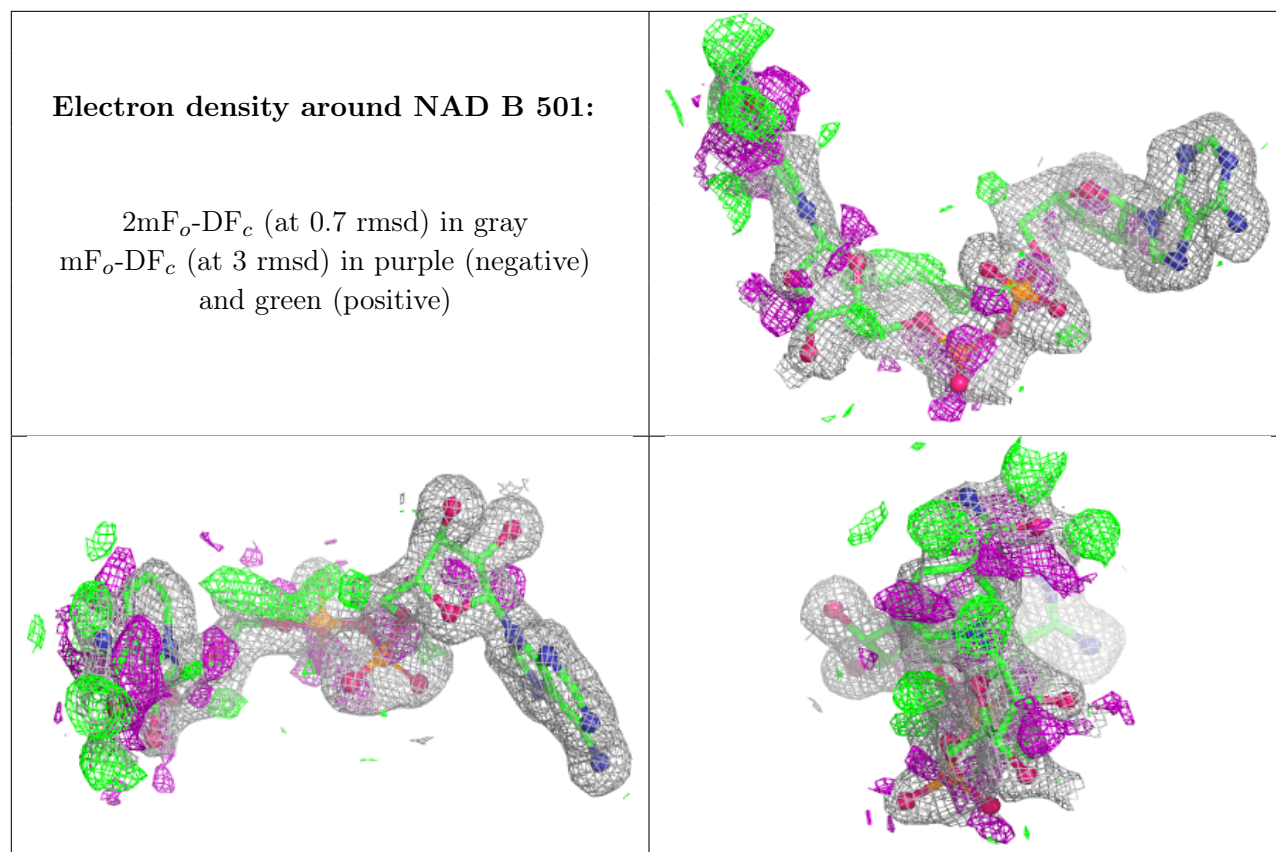 Electron density around NAD B 501:
2mFo-DFc (at 0.7 rmsd) in gray
mFo-DFc (at 3 rmsd) in purple (negative)
and green (positive)